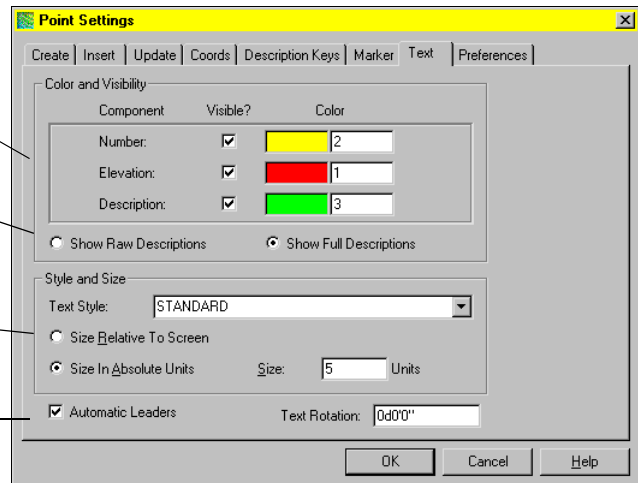 Point Settings
Create Insert Update Coords Description Keys Marker Text Preferences
Color and Visibility
Component Visible? Color
Number: 2
Elevation: 1
Description: 3
Show Raw Descriptions Show Full Descriptions
Style and Size
Text Style: STANDARD
Size Relative To Screen
Size In Absolute Units Size: 5 Units
Automatic Leaders Text Rotation: 0d0'0"
OK Cancel Help